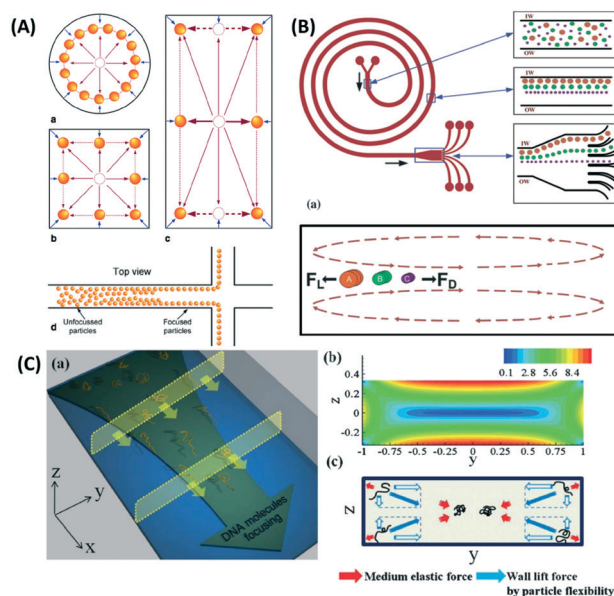 (A)
a
b
c
Top view
Unfocussed
particles
Focused
particles
d
(B)
IW
OW
IW
OW
IW
OW
(a)
F_L
A
B
C
F_D
(C)
(a)
z
y
x
DNA molecules
focusing
(b)
0.1 2.8 5.6 8.4
z
0.4
0.2
0
-0.2
-1 -0.75 -0.5 -0.25 0 0.25 0.5 0.75 1
y
(c)
z
y
Medium elastic force
Wall lift force
by particle flexibility